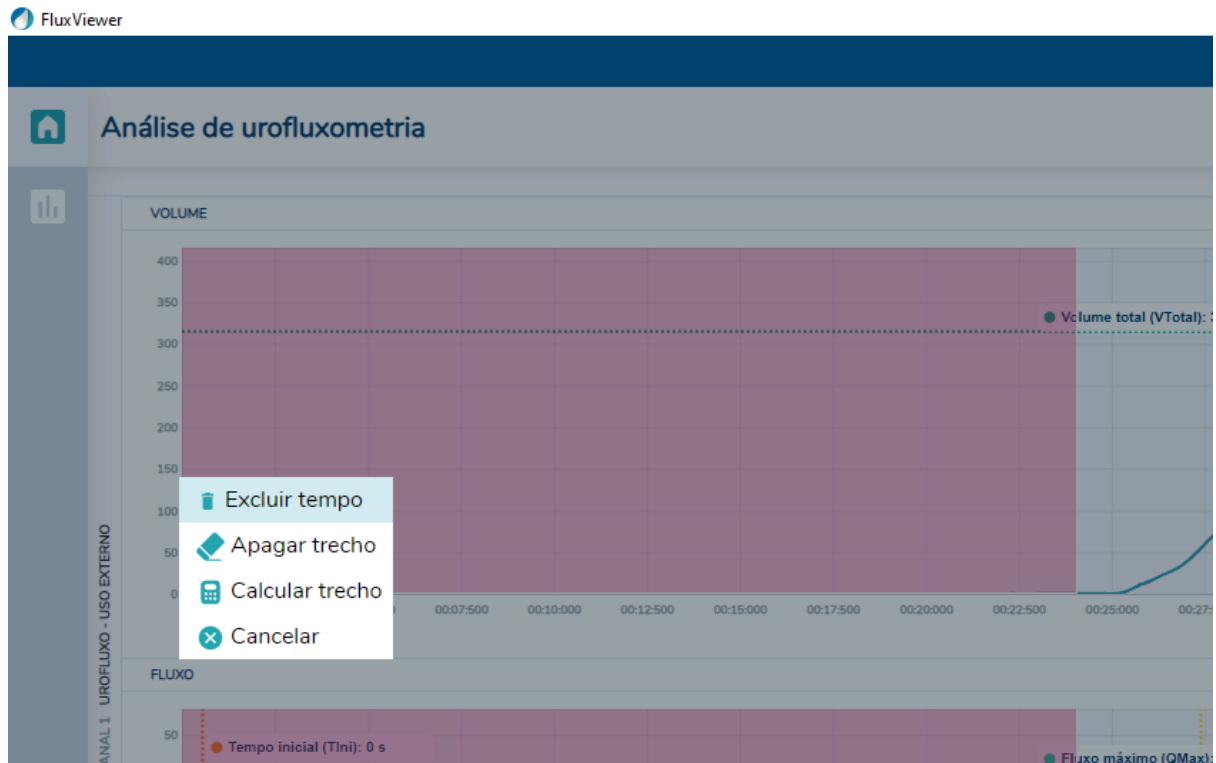 FluxViewer
Análise de urofluxometria
VOLUME
400
350
Volume total (VTotal):
300
250
200
150
100
50
0
Excluir tempo
Apagar trecho
Calcular trecho
Cancelar
00:07:500 00:10:000 00:12:500 00:15:000 00:17:500 00:20:000 00:22:500 00:25:000
UROFLUXO - USO EXTERNO
FLUXO
50
Tempo inicial (TIni): 0 s
Fluxo máximo (QMax):